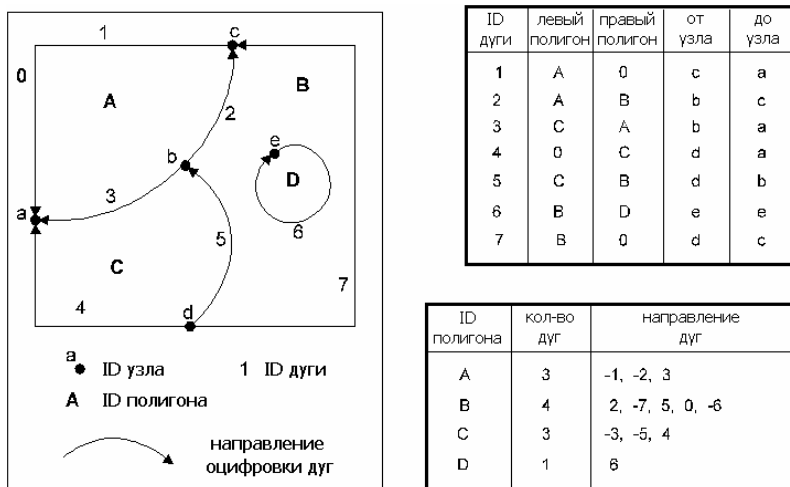 1 c
0 A B
2
b e
D
3 6
a 5
C 7
4 d
a ID узла 1 ID дуги
A ID полигона
направление
оцифровки дуг
ID левый правый от до
дуги полигон полигон узла узла
1 A 0 c a
2 A B b c
3 C A b a
4 0 C d a
5 C B d b
6 B D e e
7 B 0 d c
ID кол-во направление
полигона дуг дуг
A 3 -1, -2, 3
B 4 2, -7, 5, 0, -6
C 3 -3, -5, 4
D 1 6